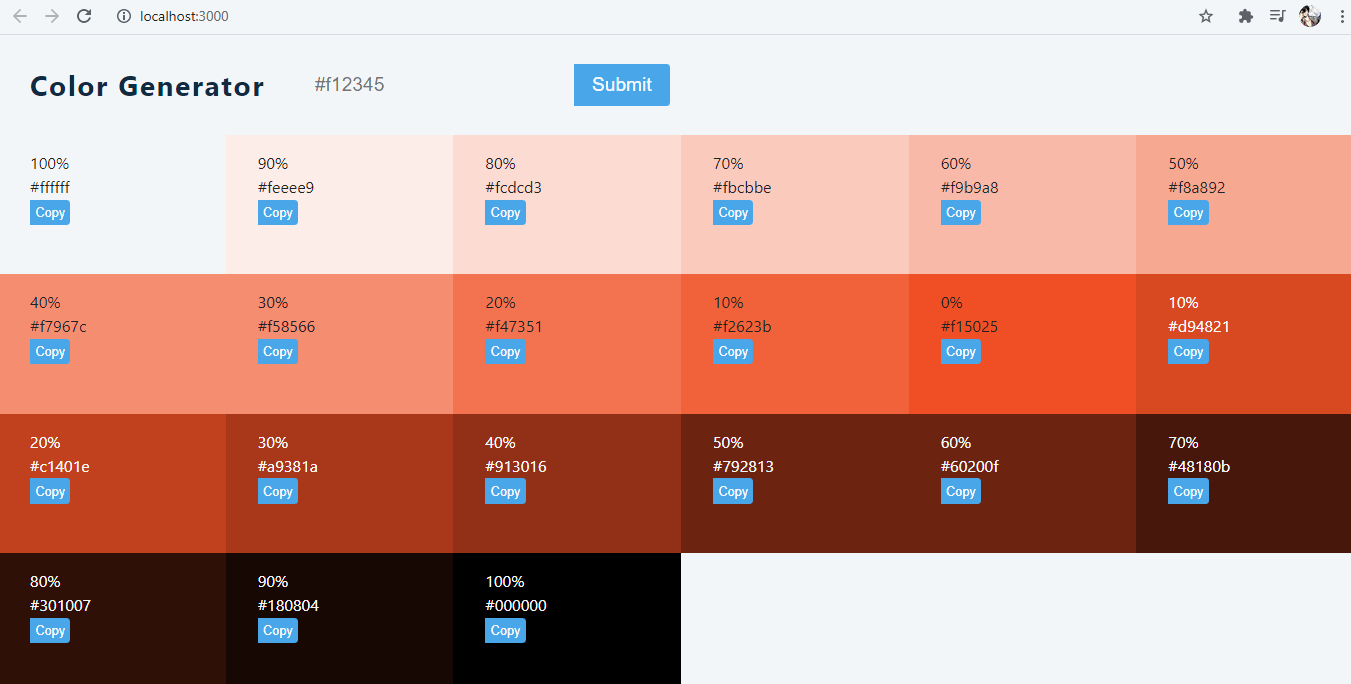 localhost:3000
Color Generator
#f12345
Submit
100%
#ffffff
Copy
90%
#feeee9
Copy
80%
#fcdcd3
Copy
70%
#fbcbbe
Copy
60%
#f9b9a8
Copy
50%
#f8a892
Copy
40%
#f7967c
Copy
30%
#f58566
Copy
20%
#f47351
Copy
10%
#f2623b
Copy
0%
#f15025
Copy
10%
#d94821
Copy
20%
#c1401e
Copy
30%
#a9381a
Copy
40%
#913016
Copy
50%
#792813
Copy
60%
#60200f
Copy
70%
#48180b
Copy
80%
#301007
Copy
90%
#180804
Copy
100%
#000000
Copy